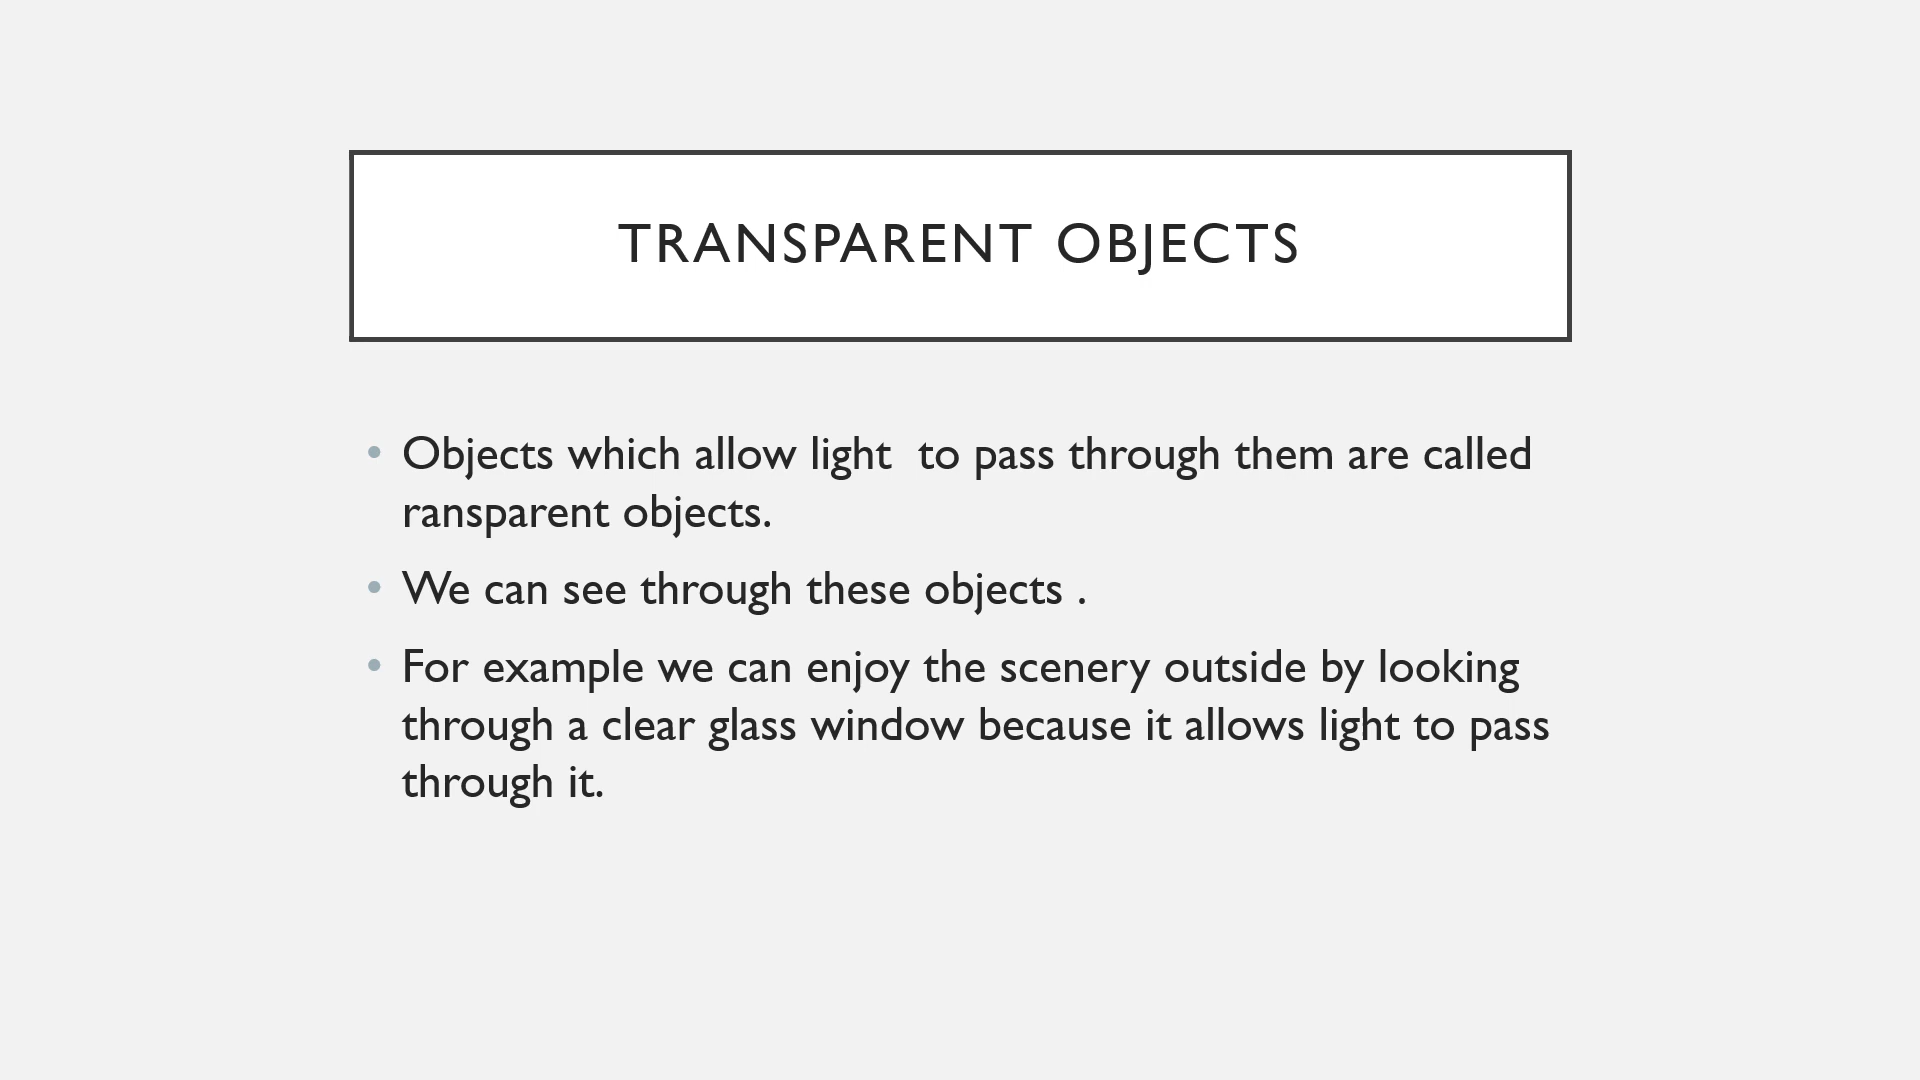 TRANSPARENT OBJECTS
• Objects which allow light  to pass through them are called
ransparent objects.
• We can see through these objects .
• For example we can enjoy the scenery outside by looking
through a clear glass window because it allows light to pass
through it.